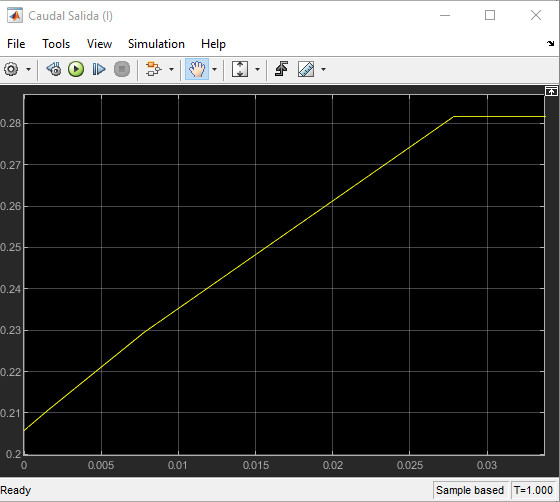 Caudal Salida (l)
File Tools View Simulation Help
0.28
0.27
0.26
0.25
0.24
0.23
0.22
0.21
0.2
0 0.005 0.01 0.015 0.02 0.025 0.03
Ready Sample based T=1.000